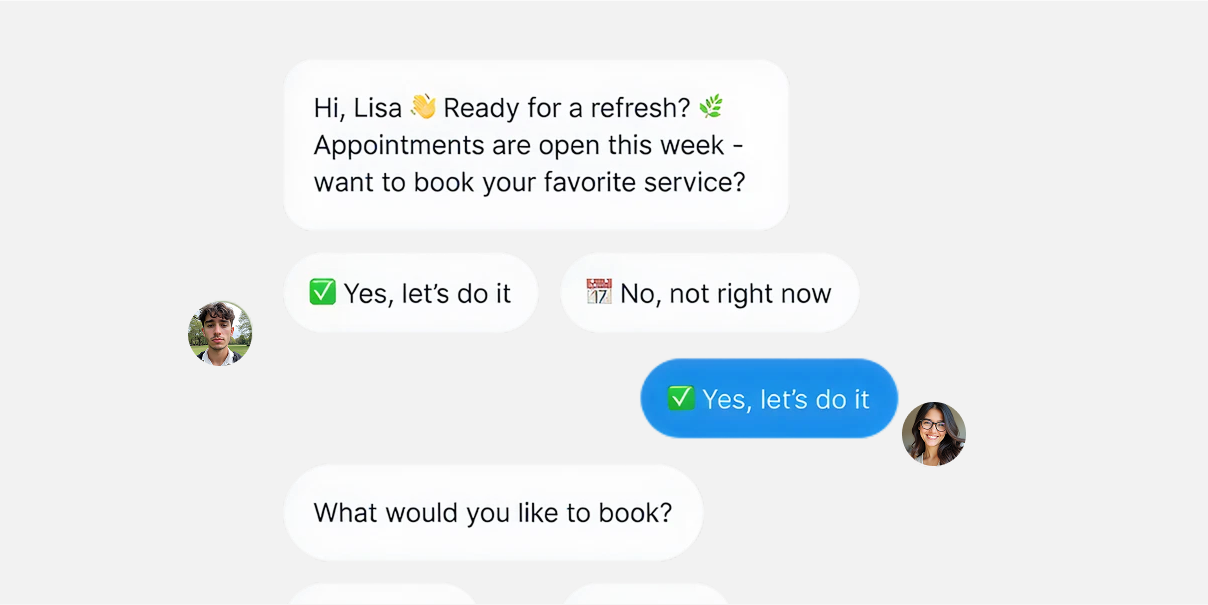 Hi, Lisa 👋 Ready for a refresh? 🌿
Appointments are open this week -
want to book your favorite service?
✅ Yes, let’s do it
📅 17 No, not right now
✅ Yes, let’s do it
What would you like to book?